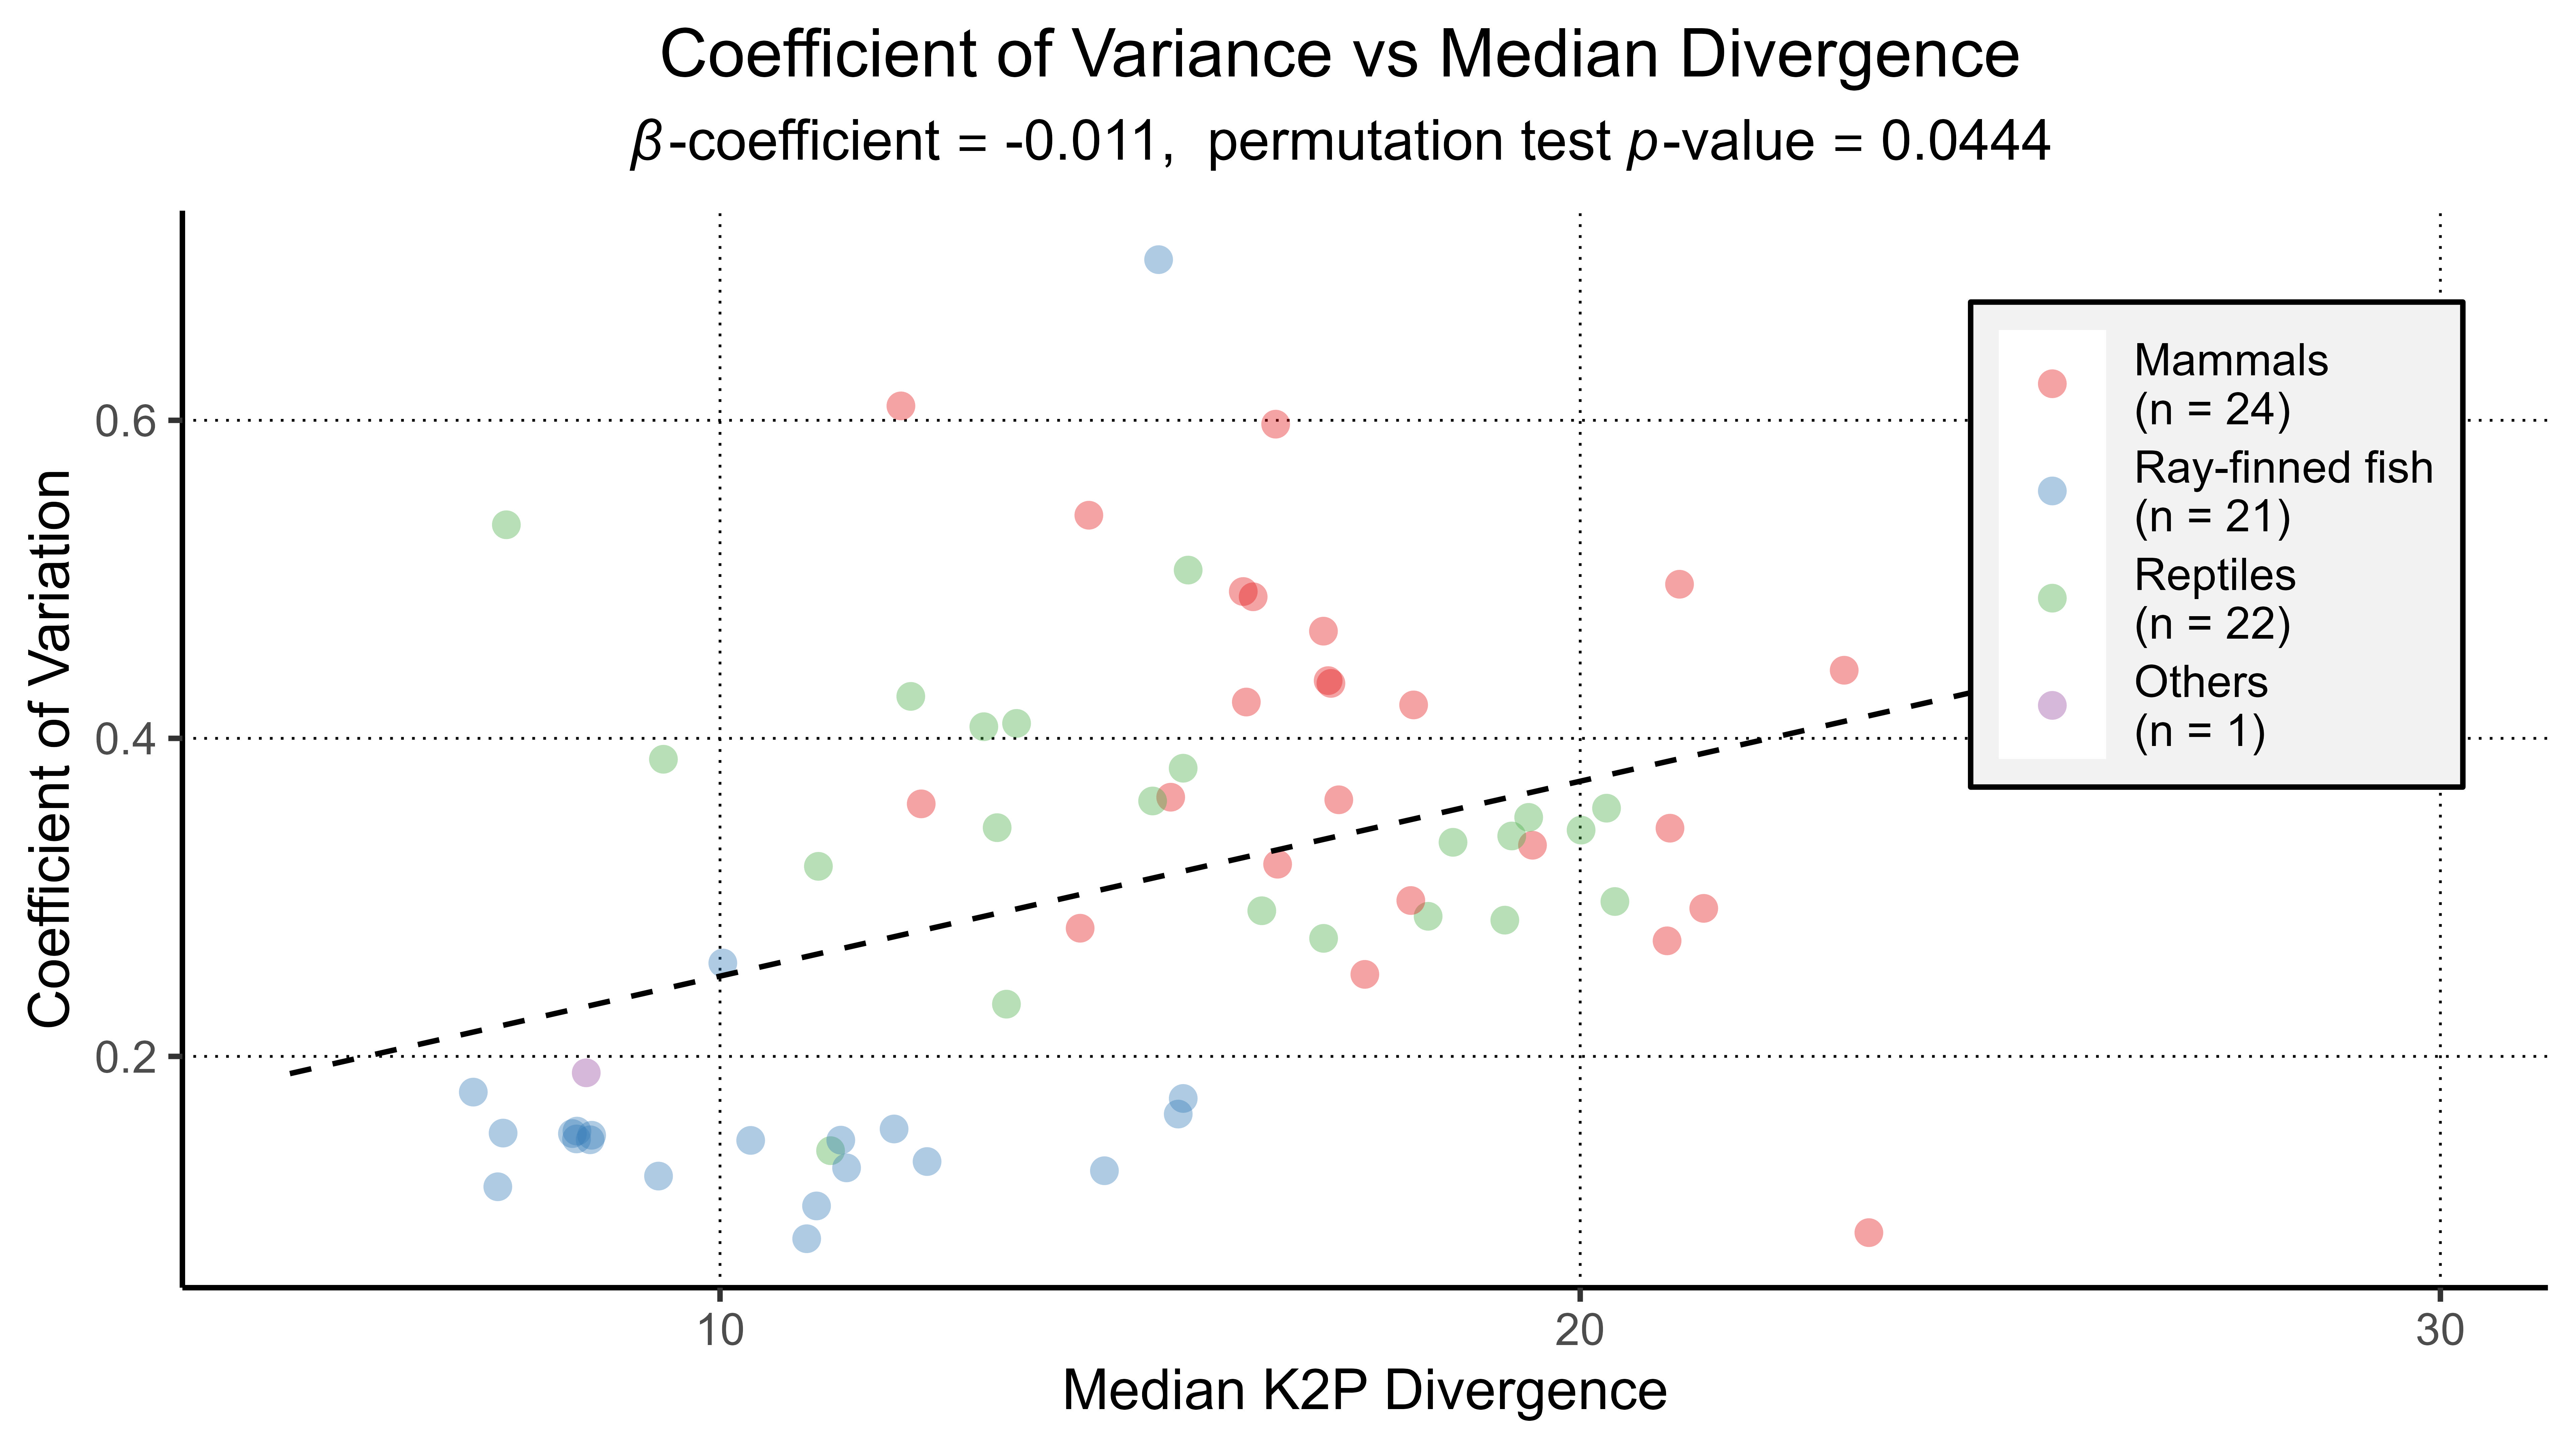 Coefficient of Variance vs Median Divergence
β-coefficient = -0.011,  permutation test p-value = 0.0444
Coefficient of Variation
0.6
0.4
0.2
Mammals
(n = 24)
Ray-finned fish
(n = 21)
Reptiles
(n = 22)
Others
(n = 1)
10
20
30
Median K2P Divergence